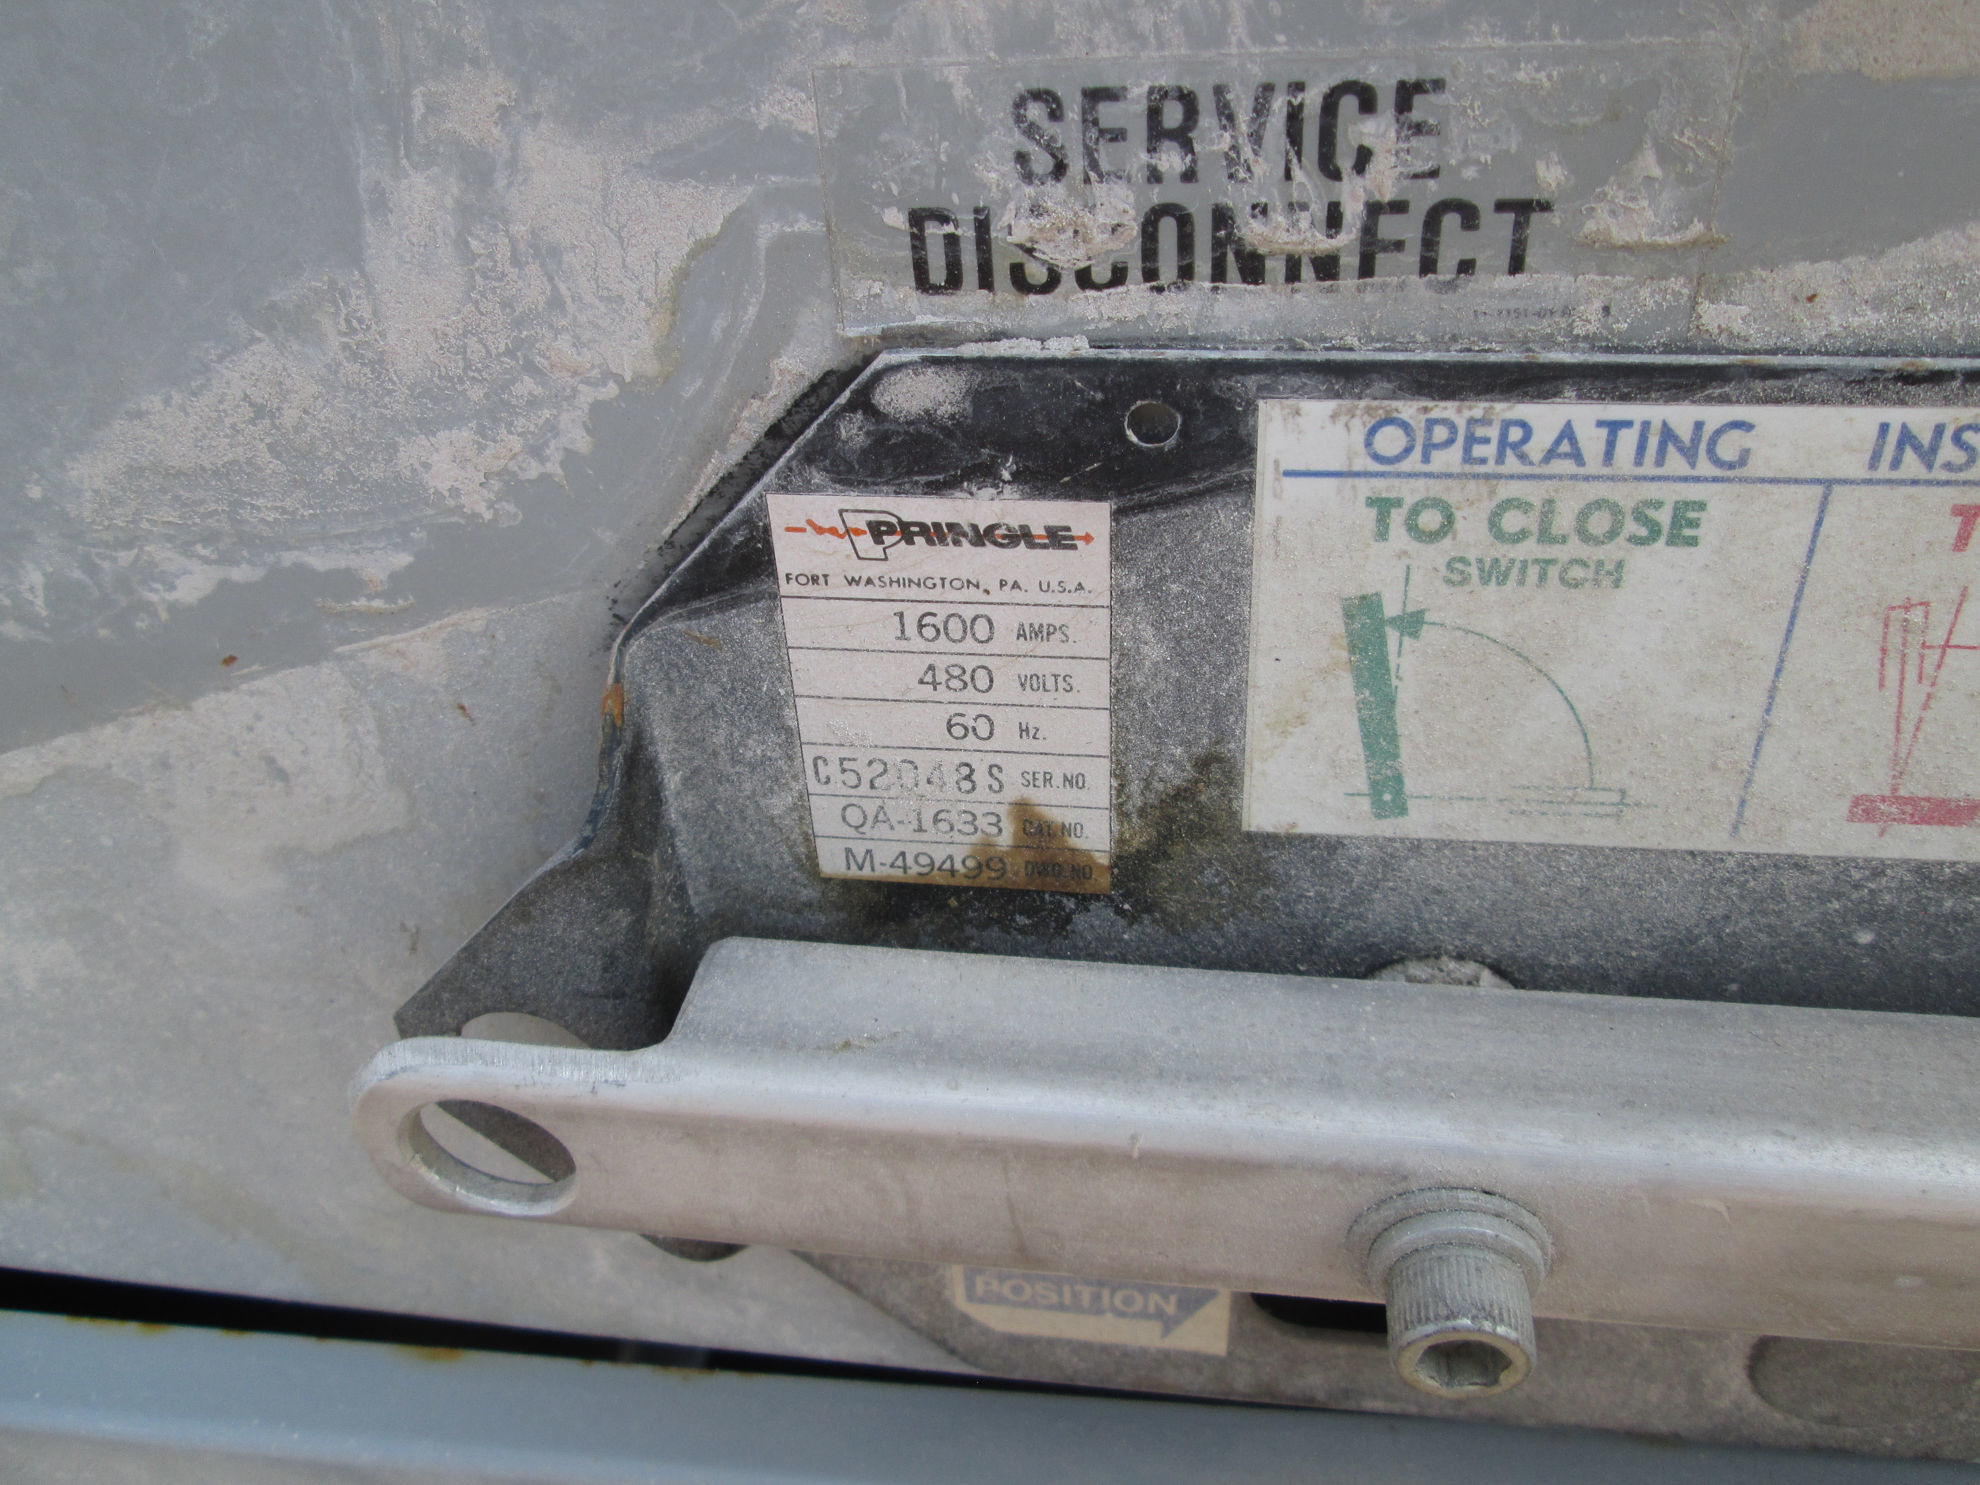 SERVICE
DISCONNECT
PRINGLE
FORT WASHINGTON, PA. U.S.A.
1600 AMPS.
480 VOLTS.
60 Hz.
C52048S SER.NO.
QA-1633 CAT.NO.
M-49499 DWG.NO.
OPERATING INS
TO CLOSE
SWITCH
T
POSITION